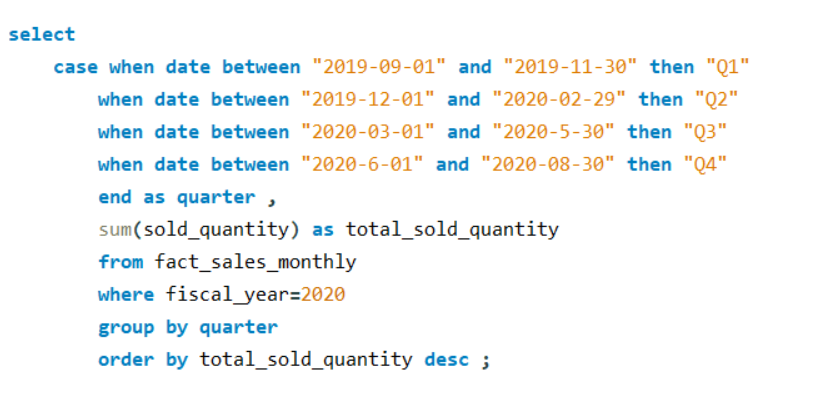 select
case when date between "2019-09-01" and "2019-11-30" then "Q1"
when date between "2019-12-01" and "2020-02-29" then "Q2"
when date between "2020-03-01" and "2020-5-30" then "Q3"
when date between "2020-6-01" and "2020-08-30" then "Q4"
end as quarter ,
sum(sold_quantity) as total_sold_quantity
from fact_sales_monthly
where fiscal_year=2020
group by quarter
order by total_sold_quantity desc ;